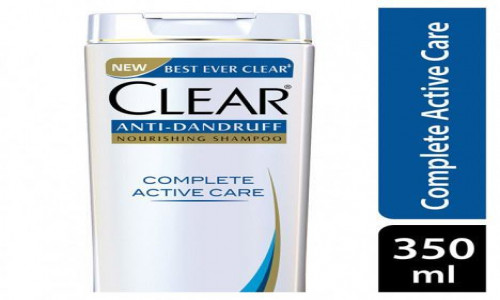 NEW BEST EVER CLEAR+
CLEAR®
ANTI-DANDRUFF
NOURISHING SHAMPOO
COMPLETE
ACTIVE CARE
Complete Active Care
350
ml